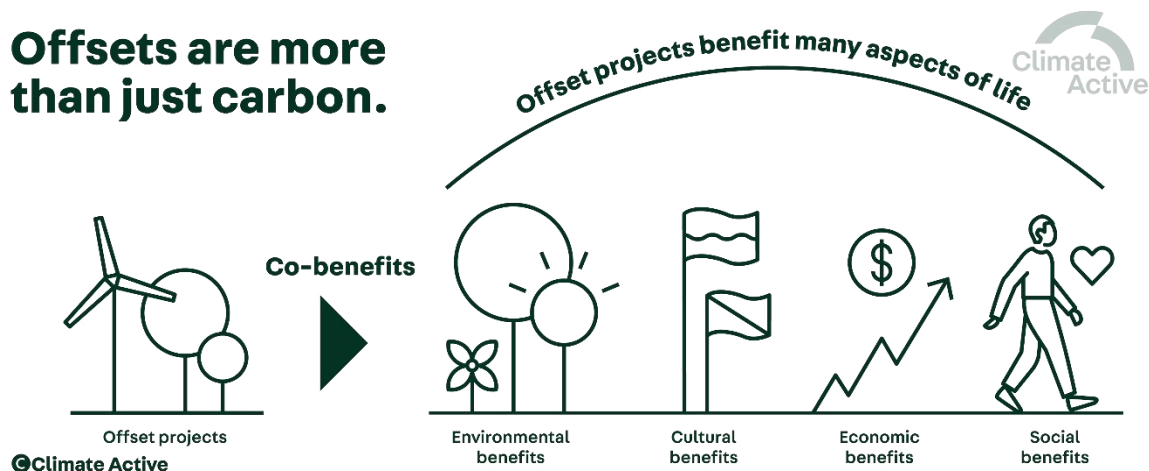 Offsets are more
than just carbon.
Offset projects benefit many aspects of life
Climate
Active
Co-benefits
$
Offset projects
Environmental
benefits
Cultural
benefits
Economic
benefits
Social
benefits
©Climate Active